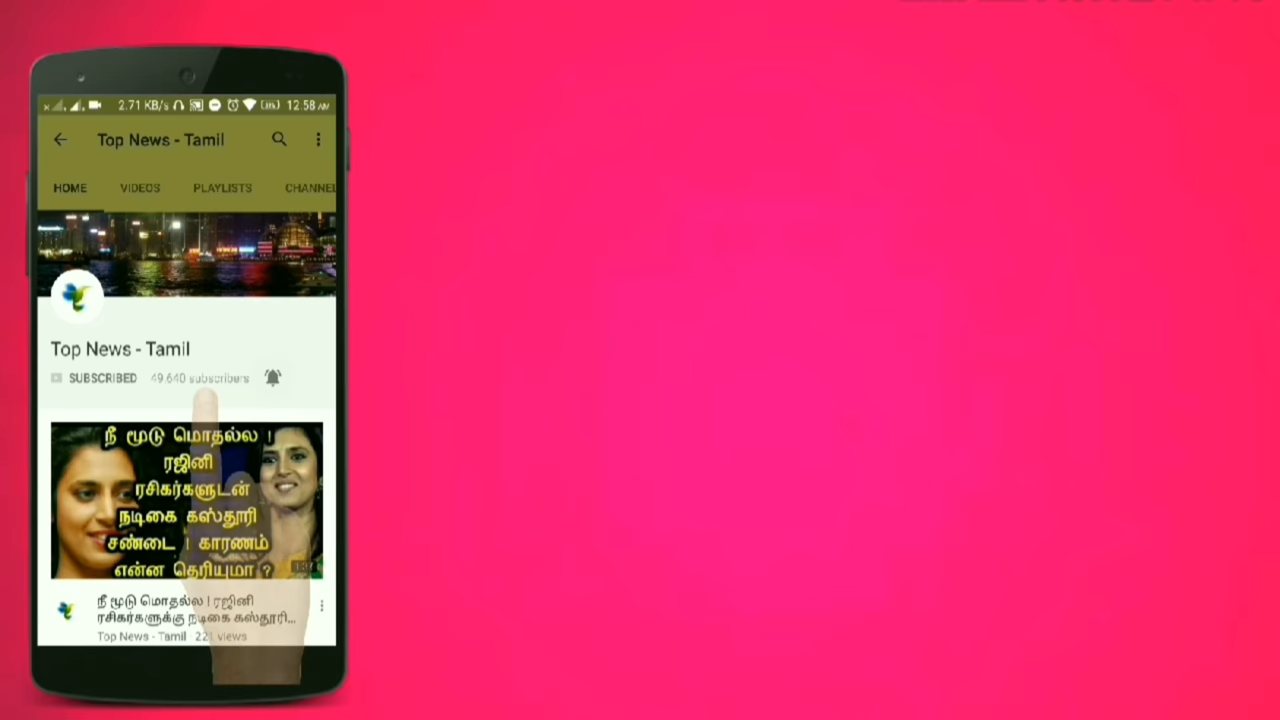 2.71 KB/s 12:58 AM
Top News - Tamil
HOME VIDEOS PLAYLISTS CHANNEL
Top News - Tamil
SUBSCRIBED 49,640 subscribers
நீ மூடு மொதல்ல !
ரஜினி
ரசிகர்களுடன்
நடிகை கஸ்தூரி
சண்டை ! காரணம்
என்ன தெரியுமா ?
நீ மூடு மொதல்ல ! ரஜினி
ரசிகர்களுக்கு நடிகை கஸ்தூரி...
Top News - Tamil · 221 views